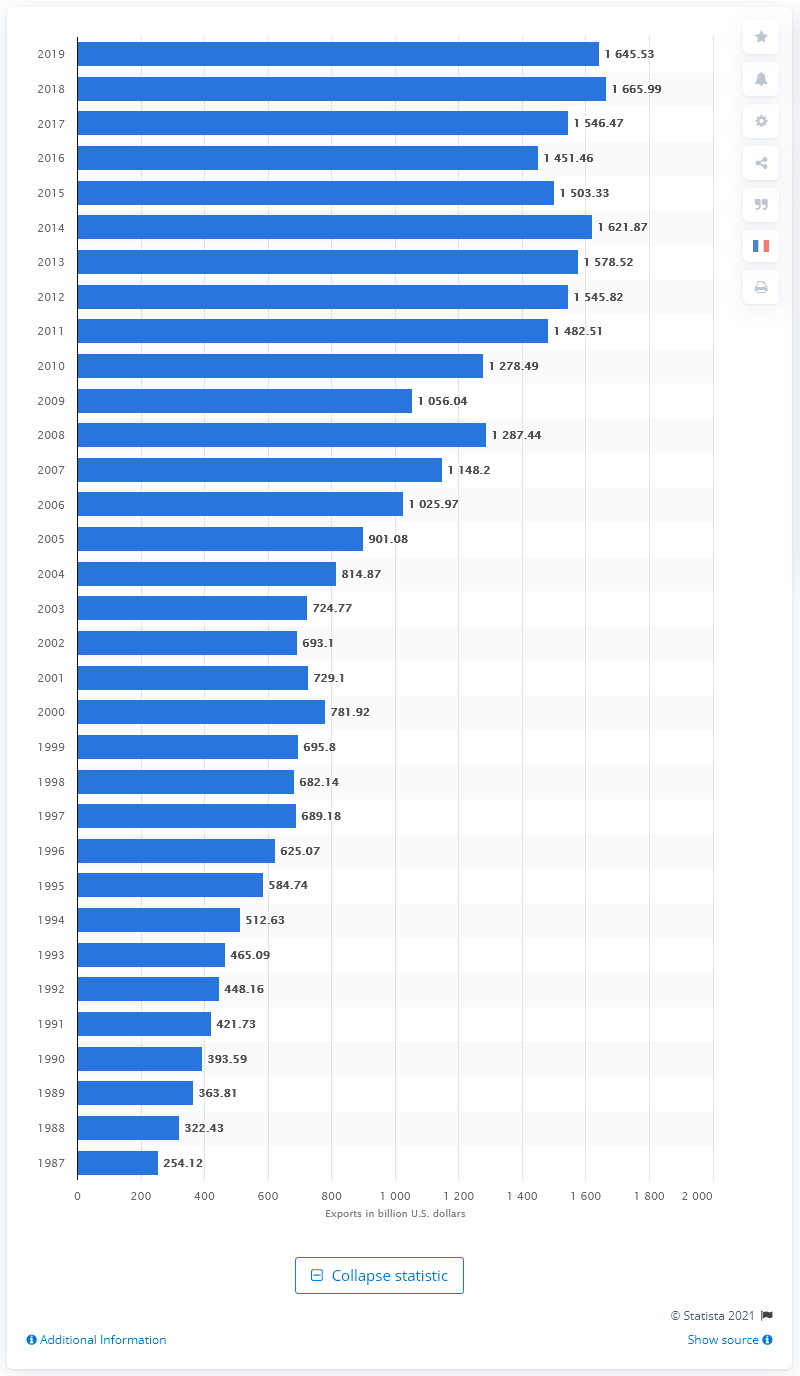 2019 1 645.53
2018 1 665.99
2017 1 546.47
2016 1 451.46
2015 1 503.33
2014 1 621.87
2013 1 578.52
2012 1 545.82
2011 1 482.51
2010 1 278.49
2009 1 056.04
2008 1 287.44
2007 1 148.2
2006 1 025.97
2005 901.08
2004 814.87
2003 724.77
2002 693.1
2001 729.1
2000 781.92
1999 695.8
1998 682.14
1997 689.18
1996 625.07
1995 584.74
1994 512.63
1993 465.09
1992 448.16
1991 421.73
1990 393.59
1989 363.81
1988 322.43
1987 254.12
0 200 400 600 800 1 000 1 200 1 400 1 600 1 800 2 000
Exports in billion U.S. dollars
Collapse statistic
© Statista 2021
Additional Information Show source